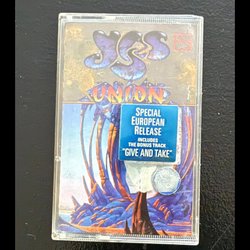 YES
UNION
SPECIAL
EUROPEAN
RELEASE
INCLUDES
THE BONUS TRACK
"GIVE AND TAKE"